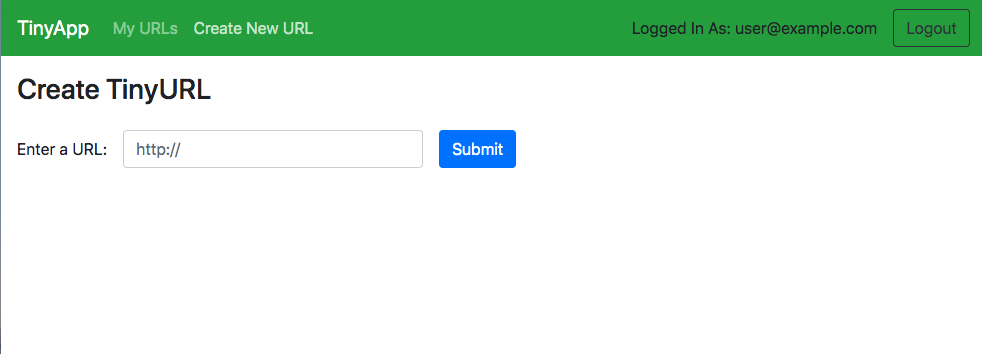 TinyApp My URLs Create New URL Logged In As: user@example.com Logout
Create TinyURL
Enter a URL: http:// Submit